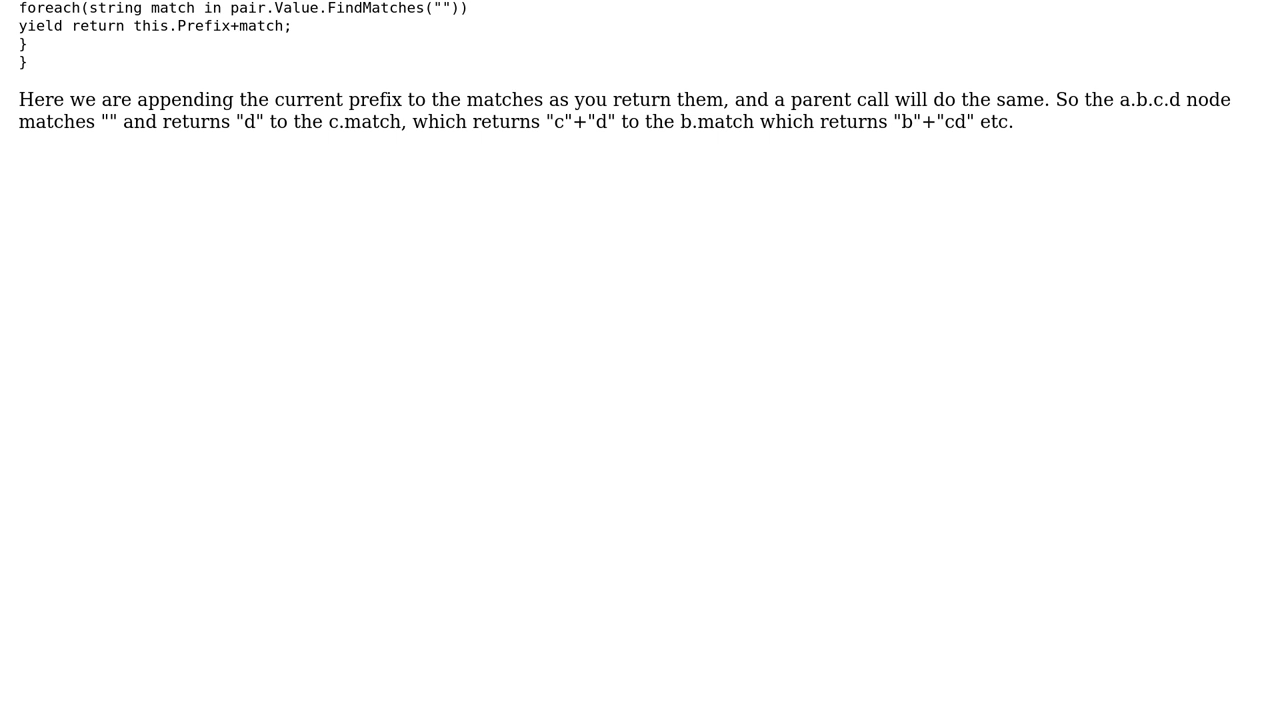 foreach(string match in pair.Value.FindMatches(""))
yield return this.Prefix+match;
}
}
Here we are appending the current prefix to the matches as you return them, and a parent call will do the same. So the a.b.c.d node
matches "" and returns "d" to the c.match, which returns "c"+"d" to the b.match which returns "b"+"cd" etc.